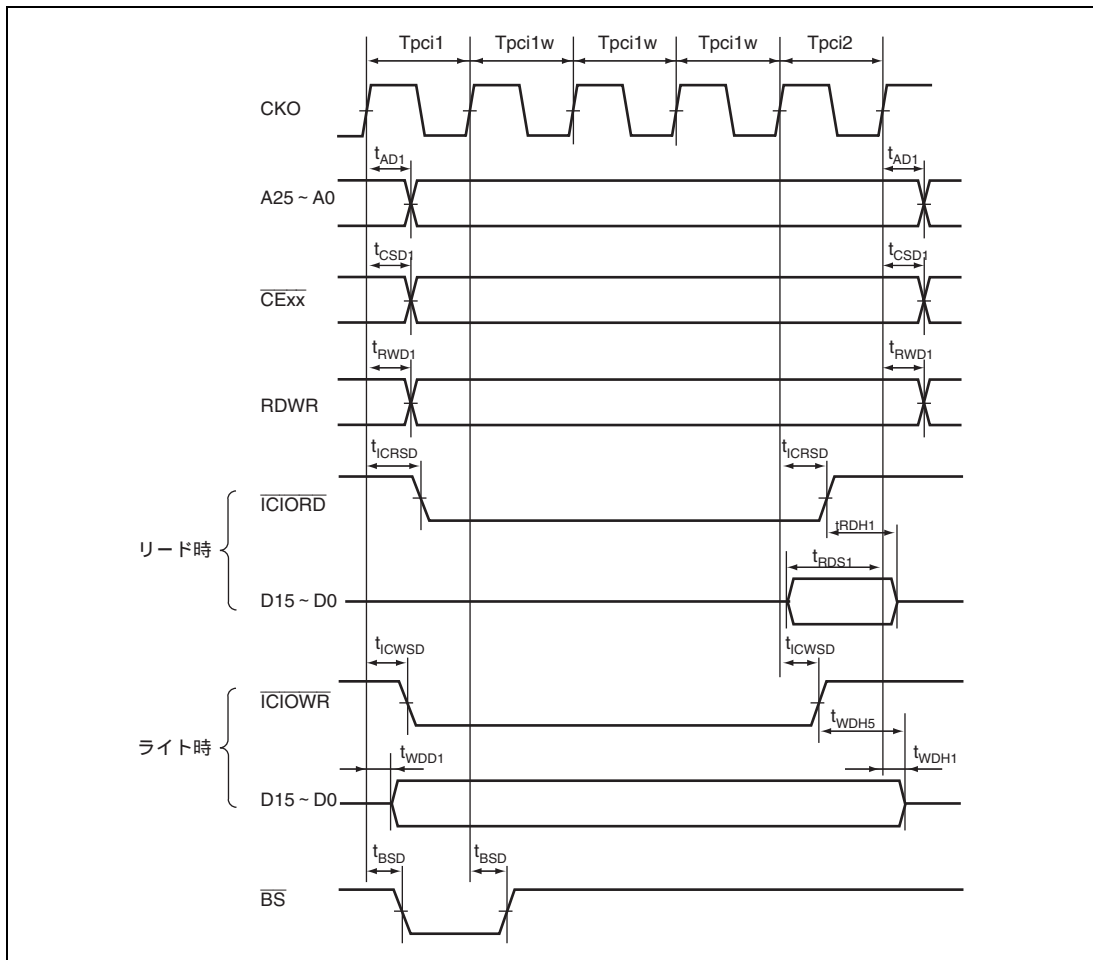 Tpci1 Tpci1w Tpci1w Tpci1w Tpci2
CKO
tAD1 tAD1
A25 ~ A0
tCSD1 tCSD1
CExx
tRWD1 tRWD1
RDWR
tICRSD tICRSD
ICIORD
tRDH1
リード時
tRDS1
D15 ~ D0
tICWSD tICWSD
ICIOWR
tWDH5
ライト時
tWDD1 tWDH1
D15 ~ D0
tBSD tBSD
BS